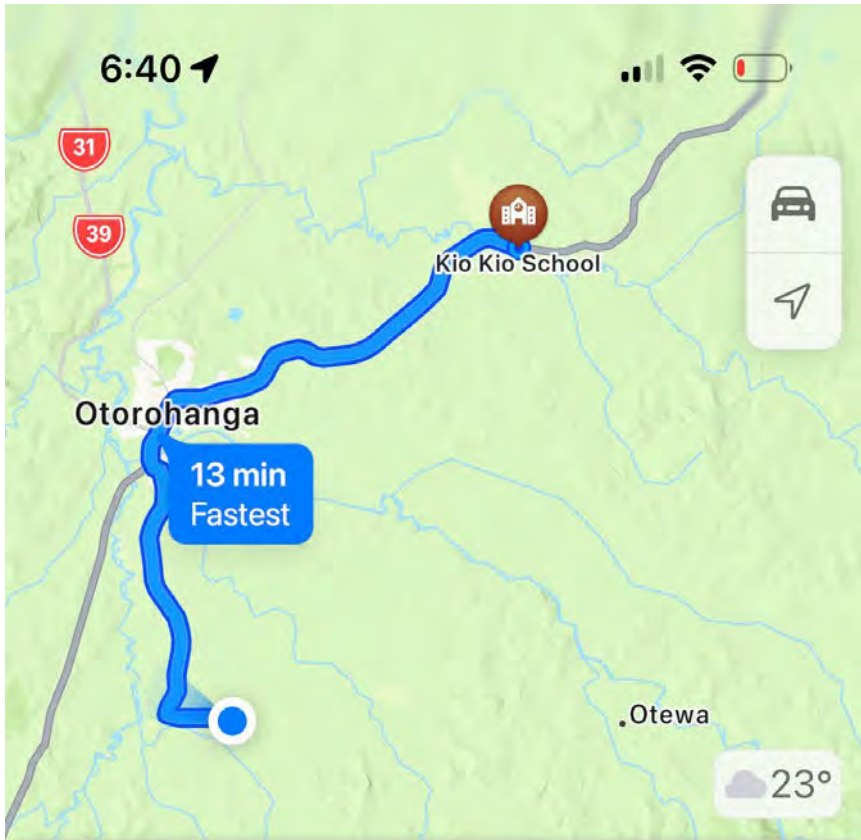 6:40
31
39
Kio Kio School
Otorohanga
13 min
Fastest
Otewa
23°